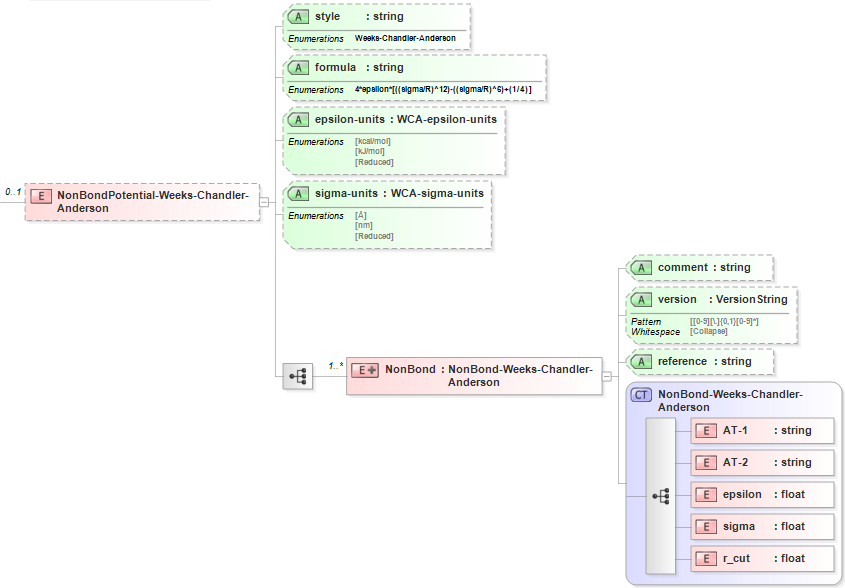 A style : string
Enumerations Weeks-Chandler-Anderson
A formula : string
Enumerations 4*epsilon*[((sigma/R)^12)-((sigma/R)^6)+(1/4)]
A epsilon-units : WCA-epsilon-units
Enumerations [kcal/mol]
[kJ/mol]
[Reduced]
0..1 E NonBondPotential-Weeks-Chandler-
Anderson
A sigma-units : WCA-sigma-units
Enumerations [Å]
[nm]
[Reduced]
1..* E NonBond : NonBond-Weeks-Chandler-
Anderson
A comment : string
A version : VersionString
Pattern [[0-9][\.]{0,1}[0-9]*]
Whitespace [Collapse]
A reference : string
CT NonBond-Weeks-Chandler-
Anderson
E AT-1 : string
E AT-2 : string
E epsilon : float
E sigma : float
E r_cut : float